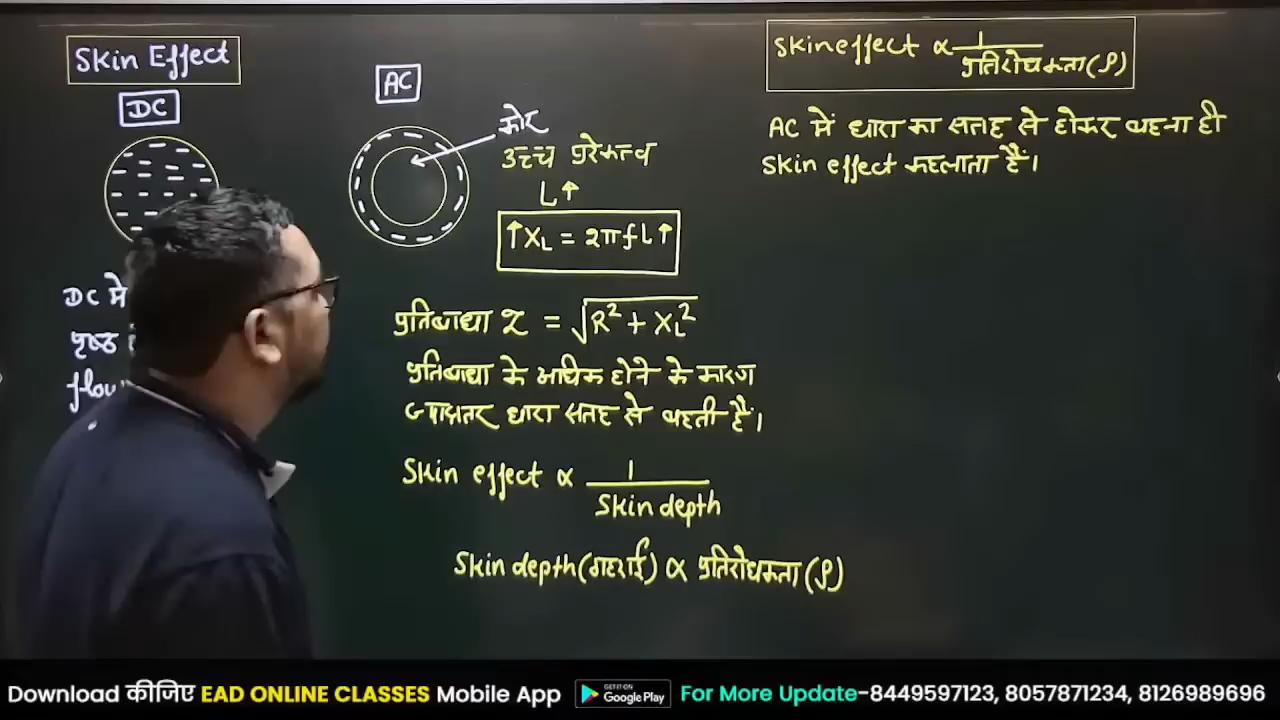 Skin Effect
DC
DC में
पृष्ठ
flow
AC
कोर
उच्च प्रेरकत्व
L↑
↑XL = 2πfL↑
प्रतिबाधा Z = √R² + XL²
प्रतिबाधा के अधिक होने के कारण
ज्यादातर धारा सतह से बहती है।
Skin effect ∝ 1/Skin depth
Skin depth(गहराई) ∝ प्रतिरोधकता(ρ)
Skin effect ∝ 1/प्रतिरोधकता(ρ)
AC में धारा का सतह से होकर बहना ही
Skin effect कहलाता है।
Download कीजिए EAD ONLINE CLASSES Mobile App GET IT ON Google Play For More Update-8449597123, 8057871234, 8126989696